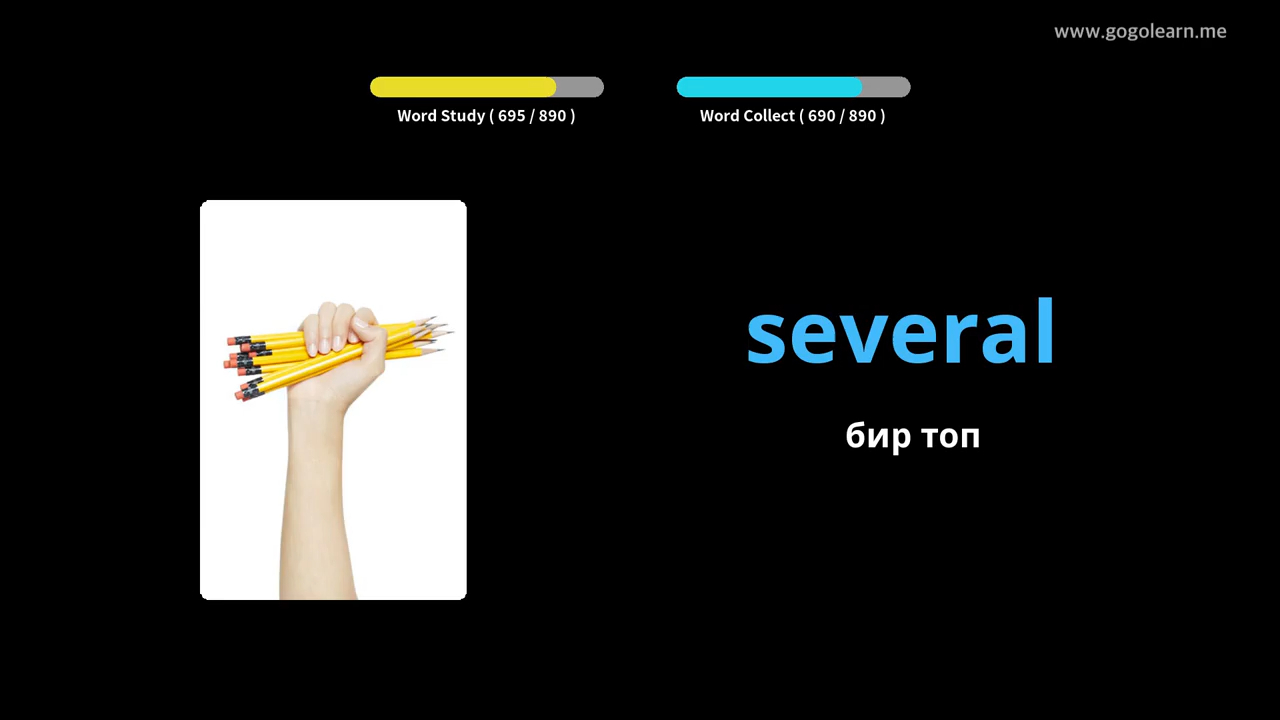 www.gogolearn.me
Word Study ( 695 / 890 )
Word Collect ( 690 / 890 )
several
бир топ